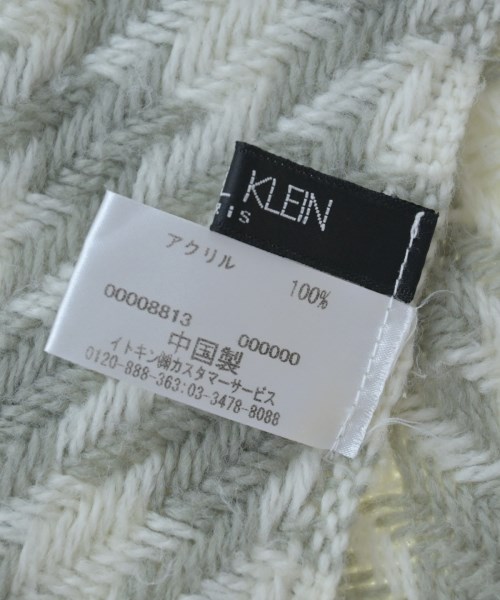 KLEIN
アクリル 100%
00008813 000000
中国製
イトキン㈱カスタマーサービス
0120-888-363:03-3478-8088